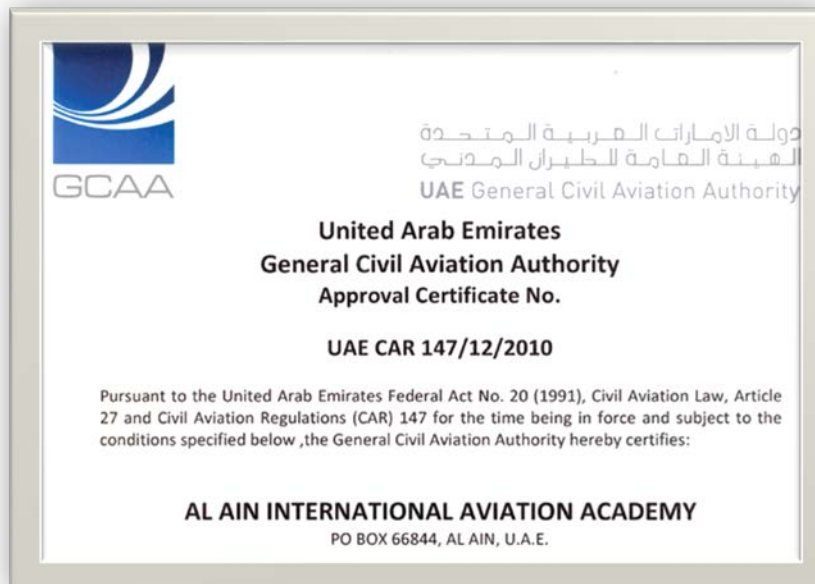 GCAA
دولة الامارات العربية المتحدة
الهيئة العامة للطيران المدني
UAE General Civil Aviation Authority
United Arab Emirates
General Civil Aviation Authority
Approval Certificate No.
UAE CAR 147/12/2010
Pursuant to the United Arab Emirates Federal Act No. 20 (1991), Civil Aviation Law, Article
27 and Civil Aviation Regulations (CAR) 147 for the time being in force and subject to the
conditions specified below ,the General Civil Aviation Authority hereby certifies:
AL AIN INTERNATIONAL AVIATION ACADEMY
PO BOX 66844, AL AIN, U.A.E.